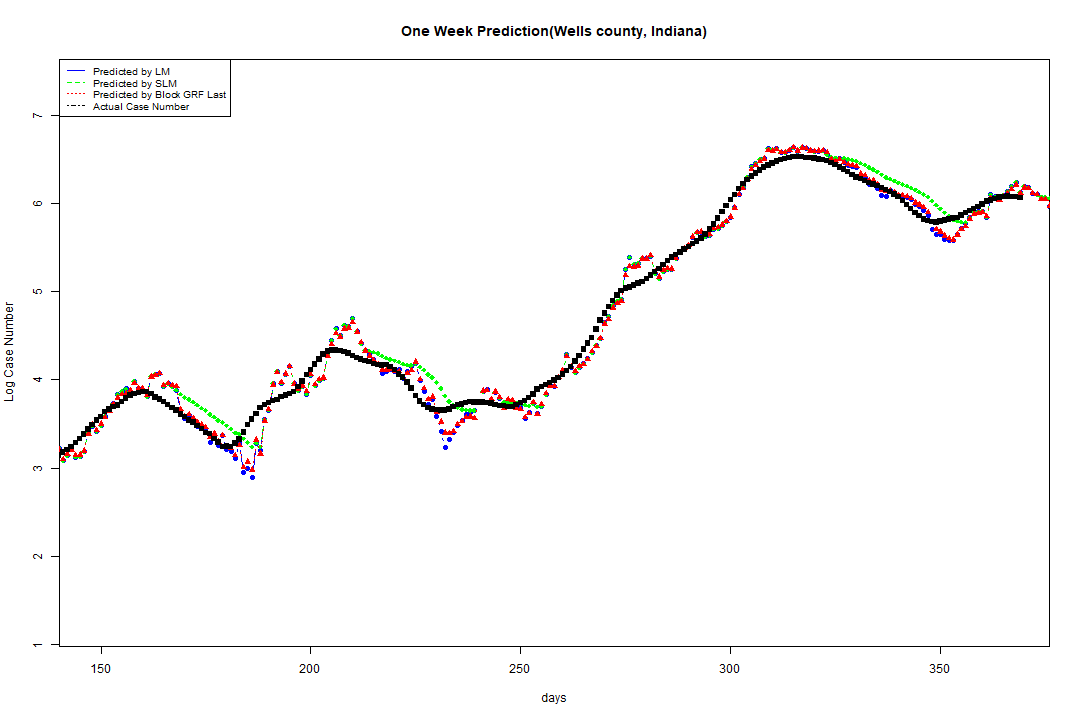 One Week Prediction(Wells county, Indiana)
Predicted by LM
Predicted by SLM
Predicted by Block GRF Last
Actual Case Number
7
6
5
4
3
2
1
Log Case Number
150 200 250 300 350
days